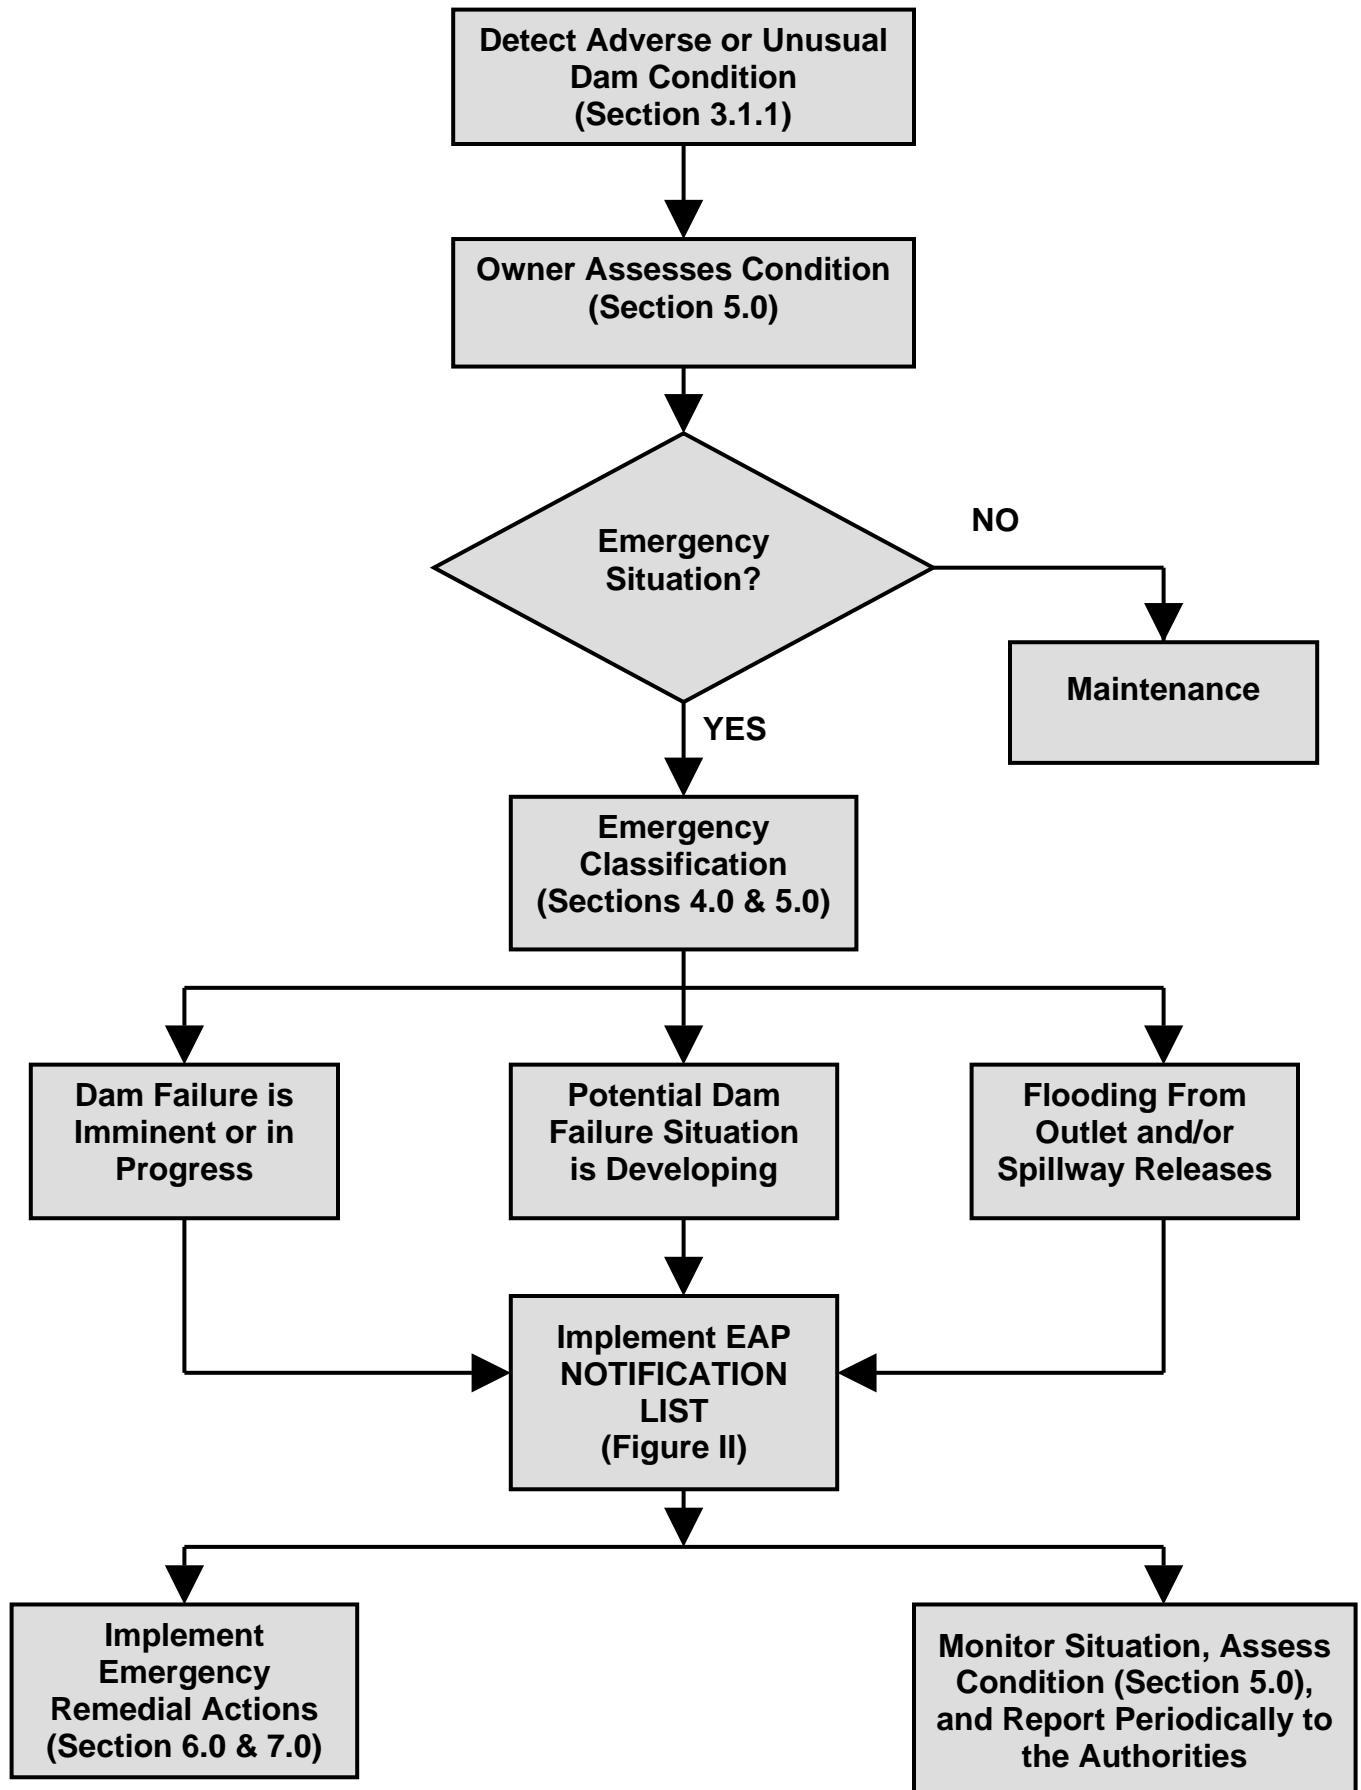 Detect Adverse or Unusual
Dam Condition
(Section 3.1.1)
Owner Assesses Condition
(Section 5.0)
Emergency
Situation?
NO
Maintenance
YES
Emergency
Classification
(Sections 4.0 & 5.0)
Dam Failure is
Imminent or in
Progress
Potential Dam
Failure Situation
is Developing
Flooding From
Outlet and/or
Spillway Releases
Implement EAP
NOTIFICATION
LIST
(Figure II)
Implement
Emergency
Remedial Actions
(Section 6.0 & 7.0)
Monitor Situation, Assess
Condition (Section 5.0),
and Report Periodically to
the Authorities